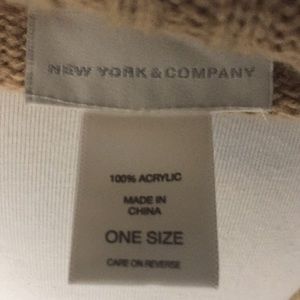 NEW YORK & COMPANY
100% ACRYLIC
MADE IN
CHINA
ONE SIZE
CARE ON REVERSE